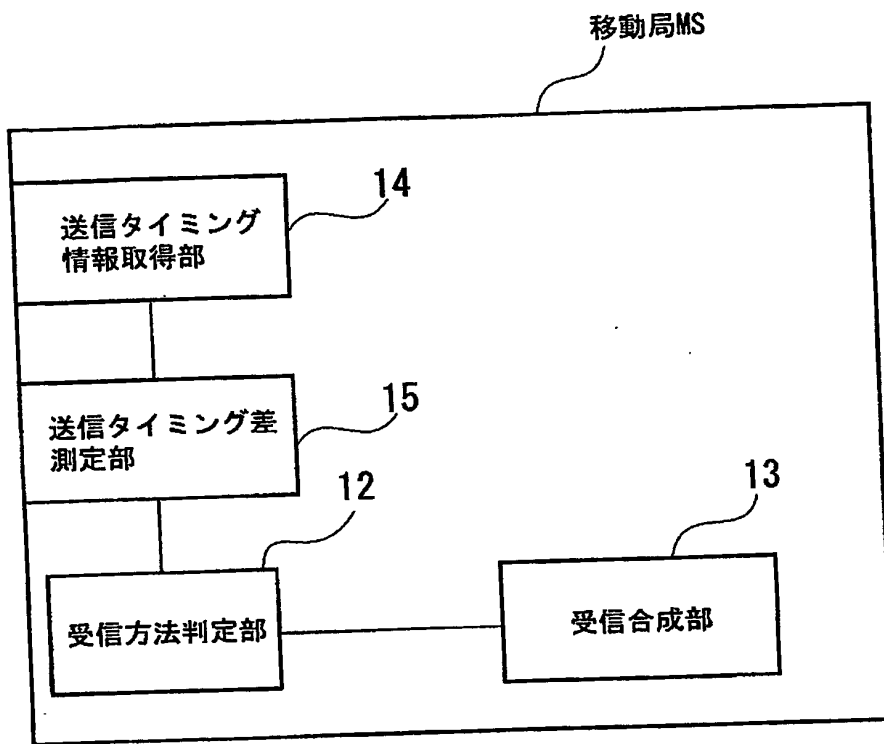 移動局MS
14
送信タイミング
情報取得部
15
送信タイミング差
測定部
12
13
受信方法判定部
受信合成部